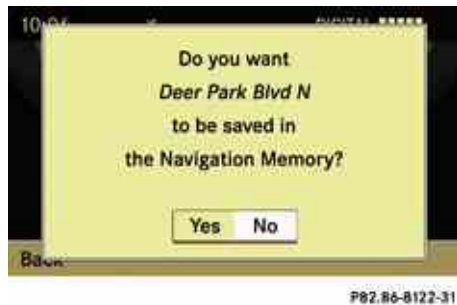 DIGITAL
Do you want
Deer Park Blvd N
to be saved in
the Navigation Memory?
Yes No
Back
P82.86-8122-31